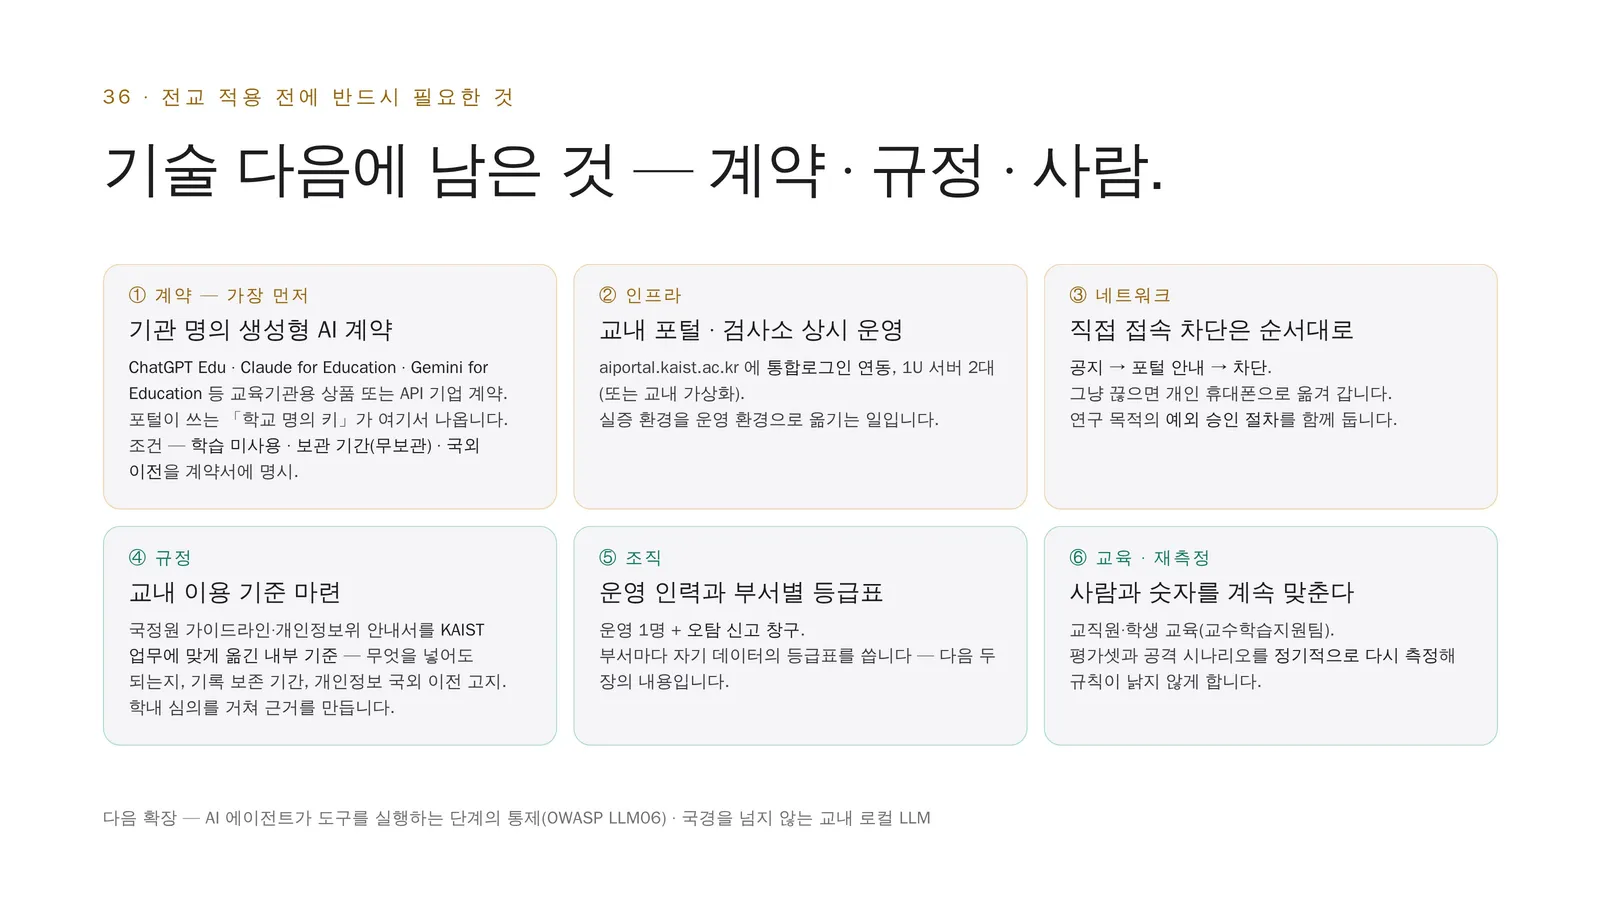 36 · 전교 적용 전에 반드시 필요한 것
기술 다음에 남은 것 — 계약 · 규정 · 사람.
① 계약 — 가장 먼저
기관 명의 생성형 AI 계약
ChatGPT Edu · Claude for Education · Gemini for
Education 등 교육기관용 상품 또는 API 기업 계약.
포털이 쓰는 「학교 명의 키」가 여기서 나옵니다.
조건 — 학습 미사용 · 보관 기간(무보관) · 국외
이전을 계약서에 명시.
② 인프라
교내 포털 · 검사소 상시 운영
aiportal.kaist.ac.kr 에 통합로그인 연동, 1U 서버 2대
(또는 교내 가상화).
실증 환경을 운영 환경으로 옮기는 일입니다.
③ 네트워크
직접 접속 차단은 순서대로
공지 → 포털 안내 → 차단.
그냥 끊으면 개인 휴대폰으로 옮겨 갑니다.
연구 목적의 예외 승인 절차를 함께 둡니다.
④ 규정
교내 이용 기준 마련
국정원 가이드라인·개인정보위 안내서를 KAIST
업무에 맞게 옮긴 내부 기준 — 무엇을 넣어도
되는지, 기록 보존 기간, 개인정보 국외 이전 고지.
학내 심의를 거쳐 근거를 만듭니다.
⑤ 조직
운영 인력과 부서별 등급표
운영 1명 + 오탐 신고 창구.
부서마다 자기 데이터의 등급표를 씁니다 — 다음 두
장의 내용입니다.
⑥ 교육 · 재측정
사람과 숫자를 계속 맞춘다
교직원·학생 교육(교수학습지원팀).
평가셋과 공격 시나리오를 정기적으로 다시 측정해
규칙이 낡지 않게 합니다.
다음 확장 — AI 에이전트가 도구를 실행하는 단계의 통제(OWASP LLM06) · 국경을 넘지 않는 교내 로컬 LLM